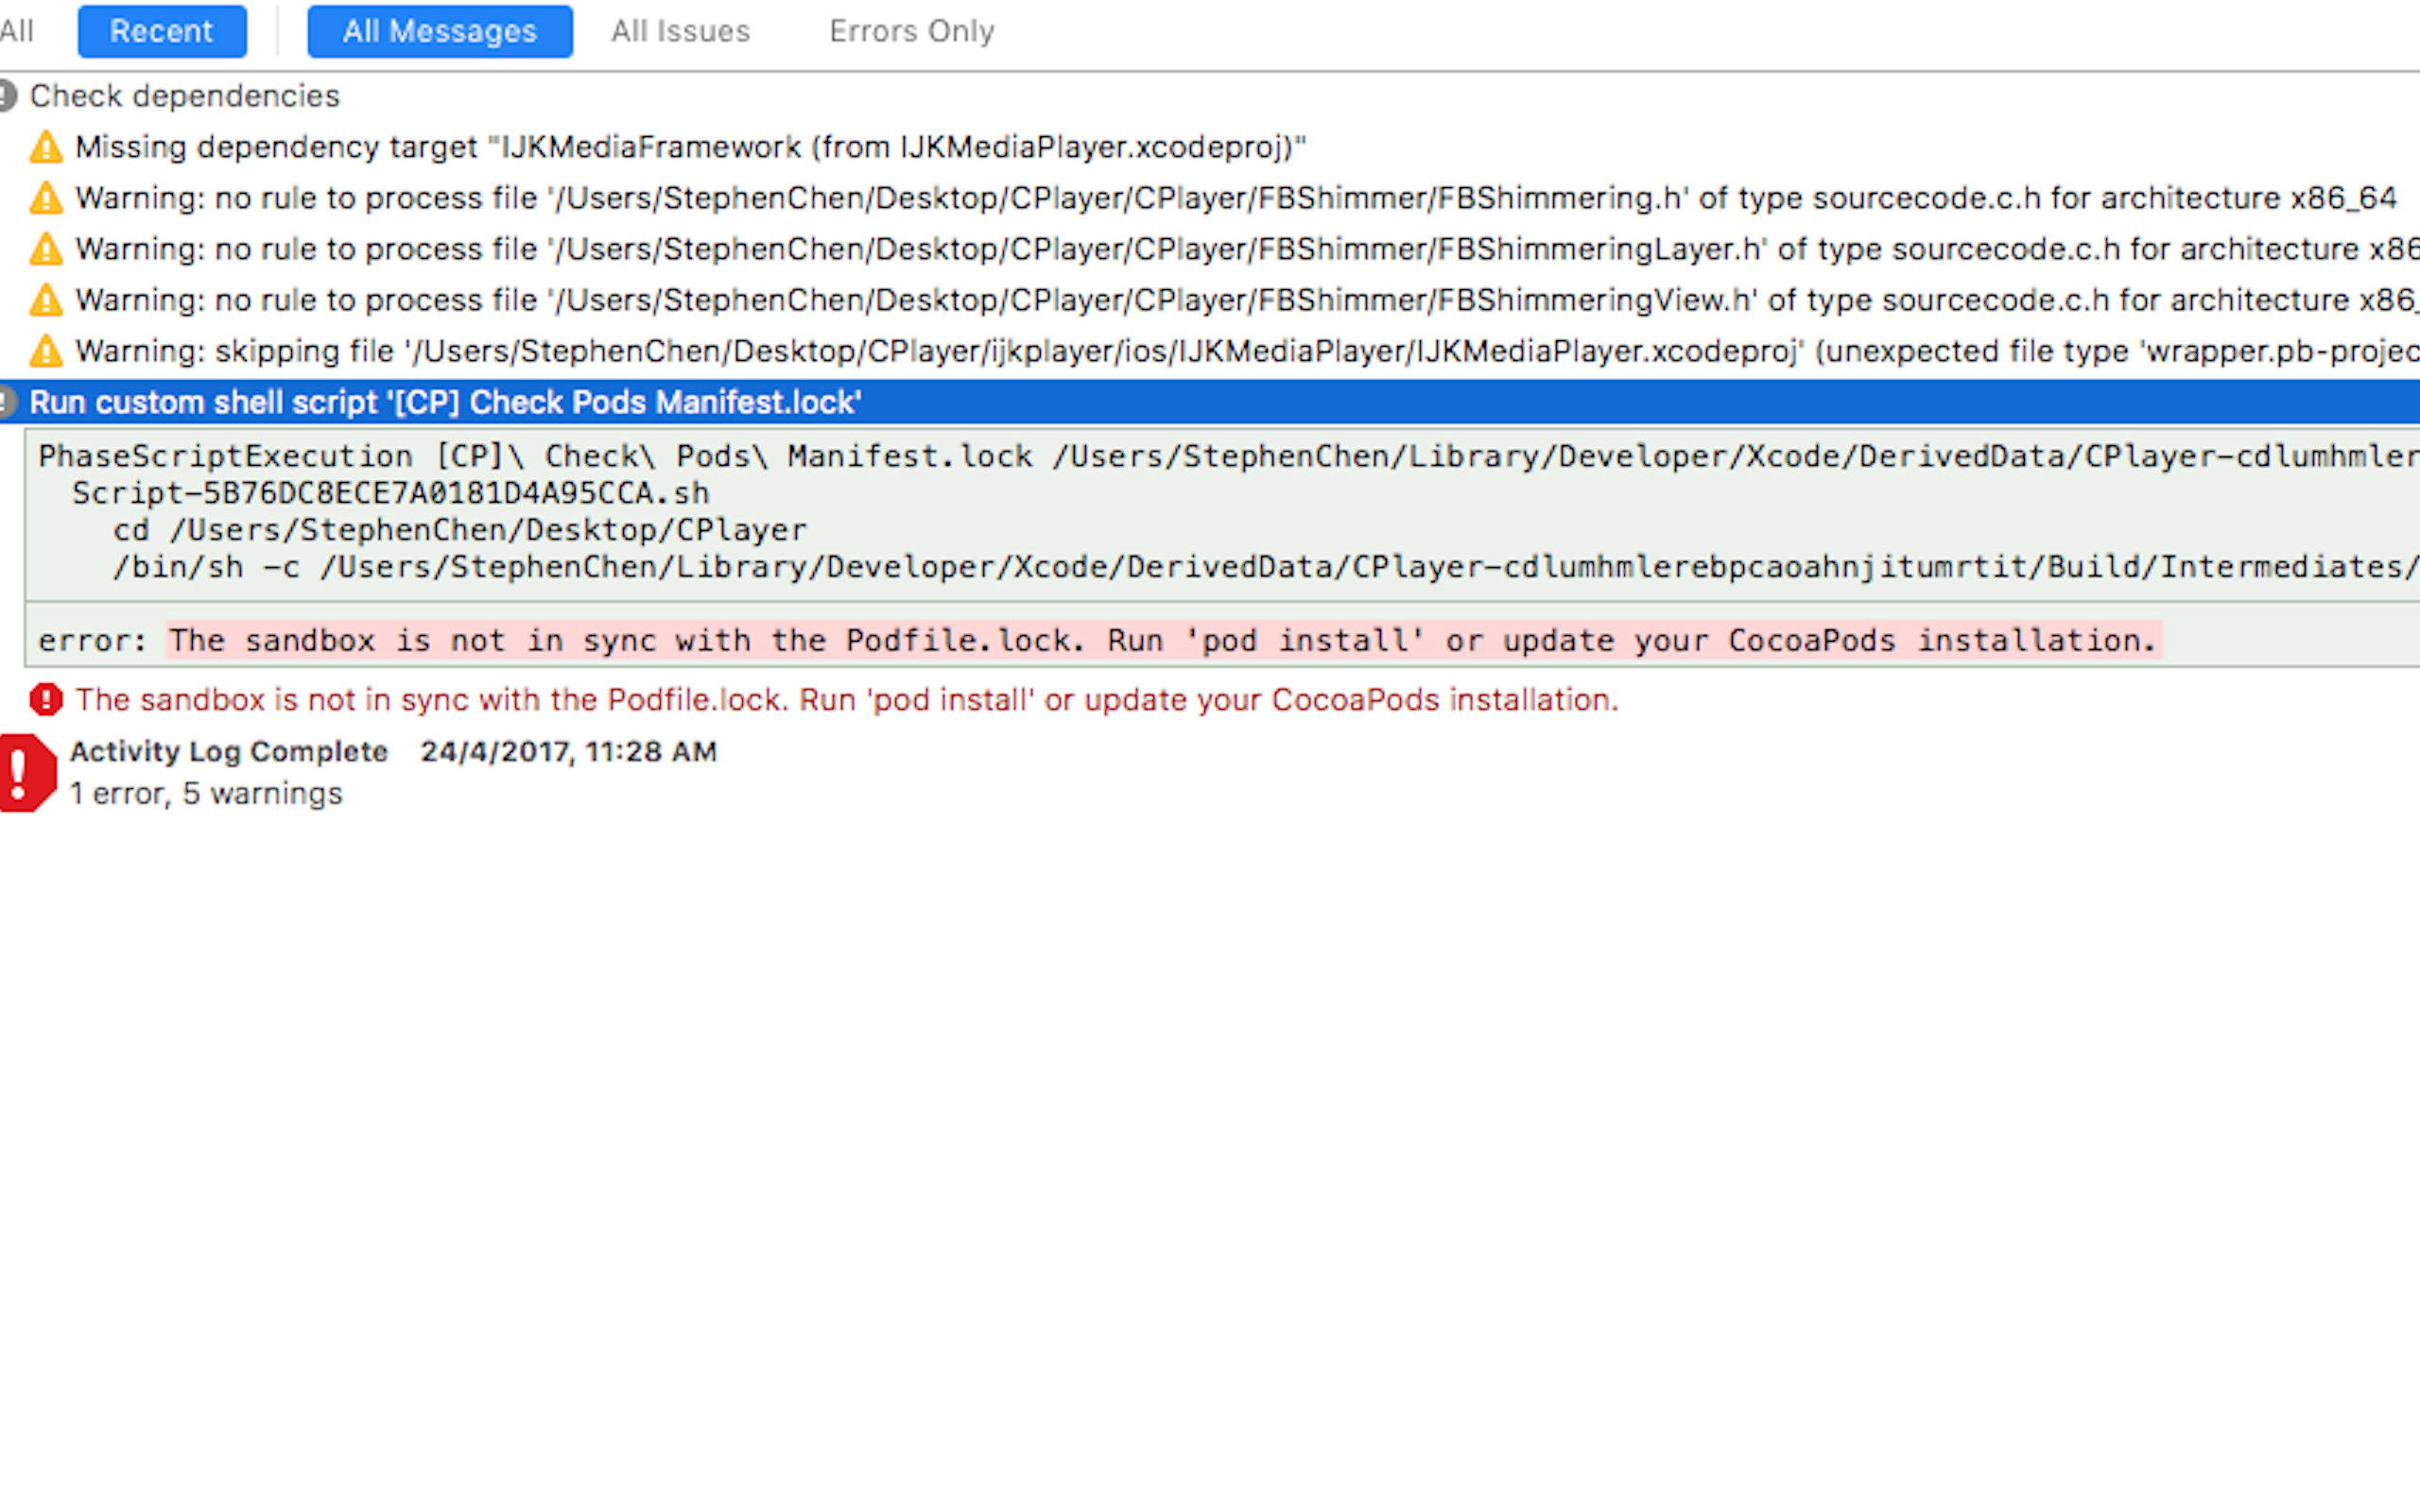 All Recent All Messages All Issues Errors Only
Check dependencies
Missing dependency target "IJKMediaFramework (from IJKMediaPlayer.xcodeproj)"
Warning: no rule to process file '/Users/StephenChen/Desktop/CPlayer/CPlayer/FBShimmer/FBShimmering.h' of type sourcecode.c.h for architecture x86_64
Warning: no rule to process file '/Users/StephenChen/Desktop/CPlayer/CPlayer/FBShimmer/FBShimmeringLayer.h' of type sourcecode.c.h for architecture x86
Warning: no rule to process file '/Users/StephenChen/Desktop/CPlayer/CPlayer/FBShimmer/FBShimmeringView.h' of type sourcecode.c.h for architecture x86_
Warning: skipping file '/Users/StephenChen/Desktop/CPlayer/ijkplayer/ios/IJKMediaPlayer/IJKMediaPlayer.xcodeproj' (unexpected file type 'wrapper.pb-projec
Run custom shell script '[CP] Check Pods Manifest.lock'
PhaseScriptExecution [CP]\ Check\ Pods\ Manifest.lock /Users/StephenChen/Library/Developer/Xcode/DerivedData/CPlayer-cdlumhmler
Script-5B76DC8ECE7A0181D4A95CCA.sh
cd /Users/StephenChen/Desktop/CPlayer
/bin/sh -c /Users/StephenChen/Library/Developer/Xcode/DerivedData/CPlayer-cdlumhmlerebpcaoahnjitumrtit/Build/Intermediates/
error: The sandbox is not in sync with the Podfile.lock. Run 'pod install' or update your CocoaPods installation.
The sandbox is not in sync with the Podfile.lock. Run 'pod install' or update your CocoaPods installation.
Activity Log Complete 24/4/2017, 11:28 AM
1 error, 5 warnings